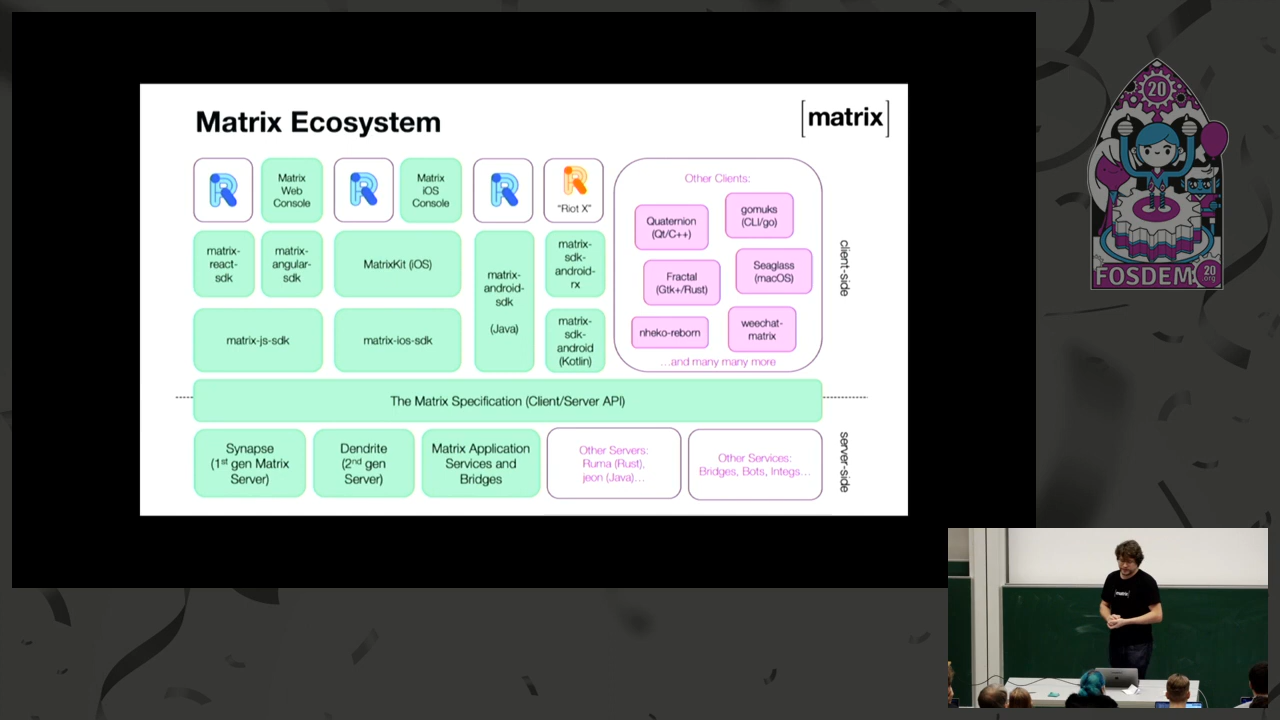 Matrix Ecosystem
[matrix]
Matrix
Web
Console
Matrix
iOS
Console
"Riot X"
Other Clients:
Quaternion
(Qt/C++)
gomuks
(CLI/go)
Fractal
(Gtk+/Rust)
Seaglass
(macOS)
nheko-reborn
weechat-
matrix
…and many many more
matrix-
react-
sdk
matrix-
angular-
sdk
MatrixKit (iOS)
matrix-
android-
sdk
(Java)
matrix-
sdk-
android-
rx
matrix-js-sdk
matrix-ios-sdk
matrix-
sdk-
android
(Kotlin)
client-side
The Matrix Specification (Client/Server API)
Synapse
(1st gen Matrix
Server)
Dendrite
(2nd gen
Server)
Matrix Application
Services and
Bridges
Other Servers:
Ruma (Rust),
jeon (Java)…
Other Services:
Bridges, Bots, Integs…
server-side
20
FOSDEM
20
.org
[matrix]